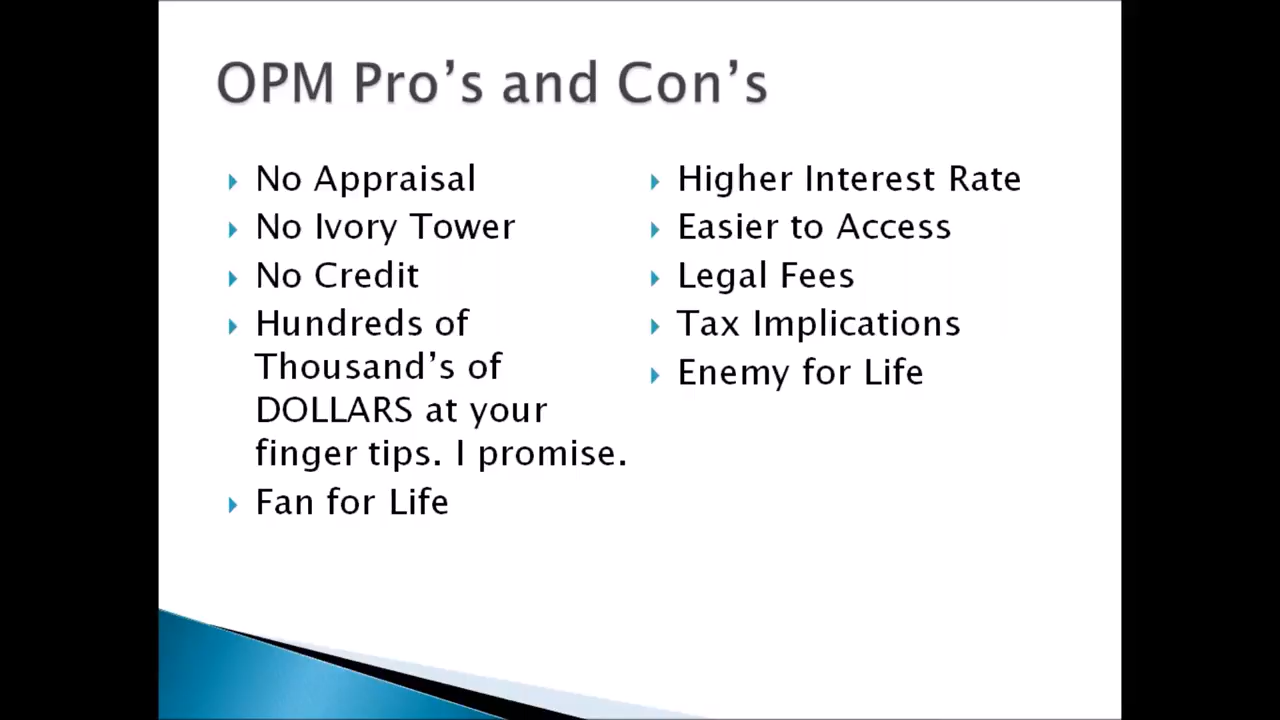 OPM Pro’s and Con’s
No Appraisal
No Ivory Tower
No Credit
Hundreds of
Thousand’s of
DOLLARS at your
finger tips. I promise.
Fan for Life
Higher Interest Rate
Easier to Access
Legal Fees
Tax Implications
Enemy for Life